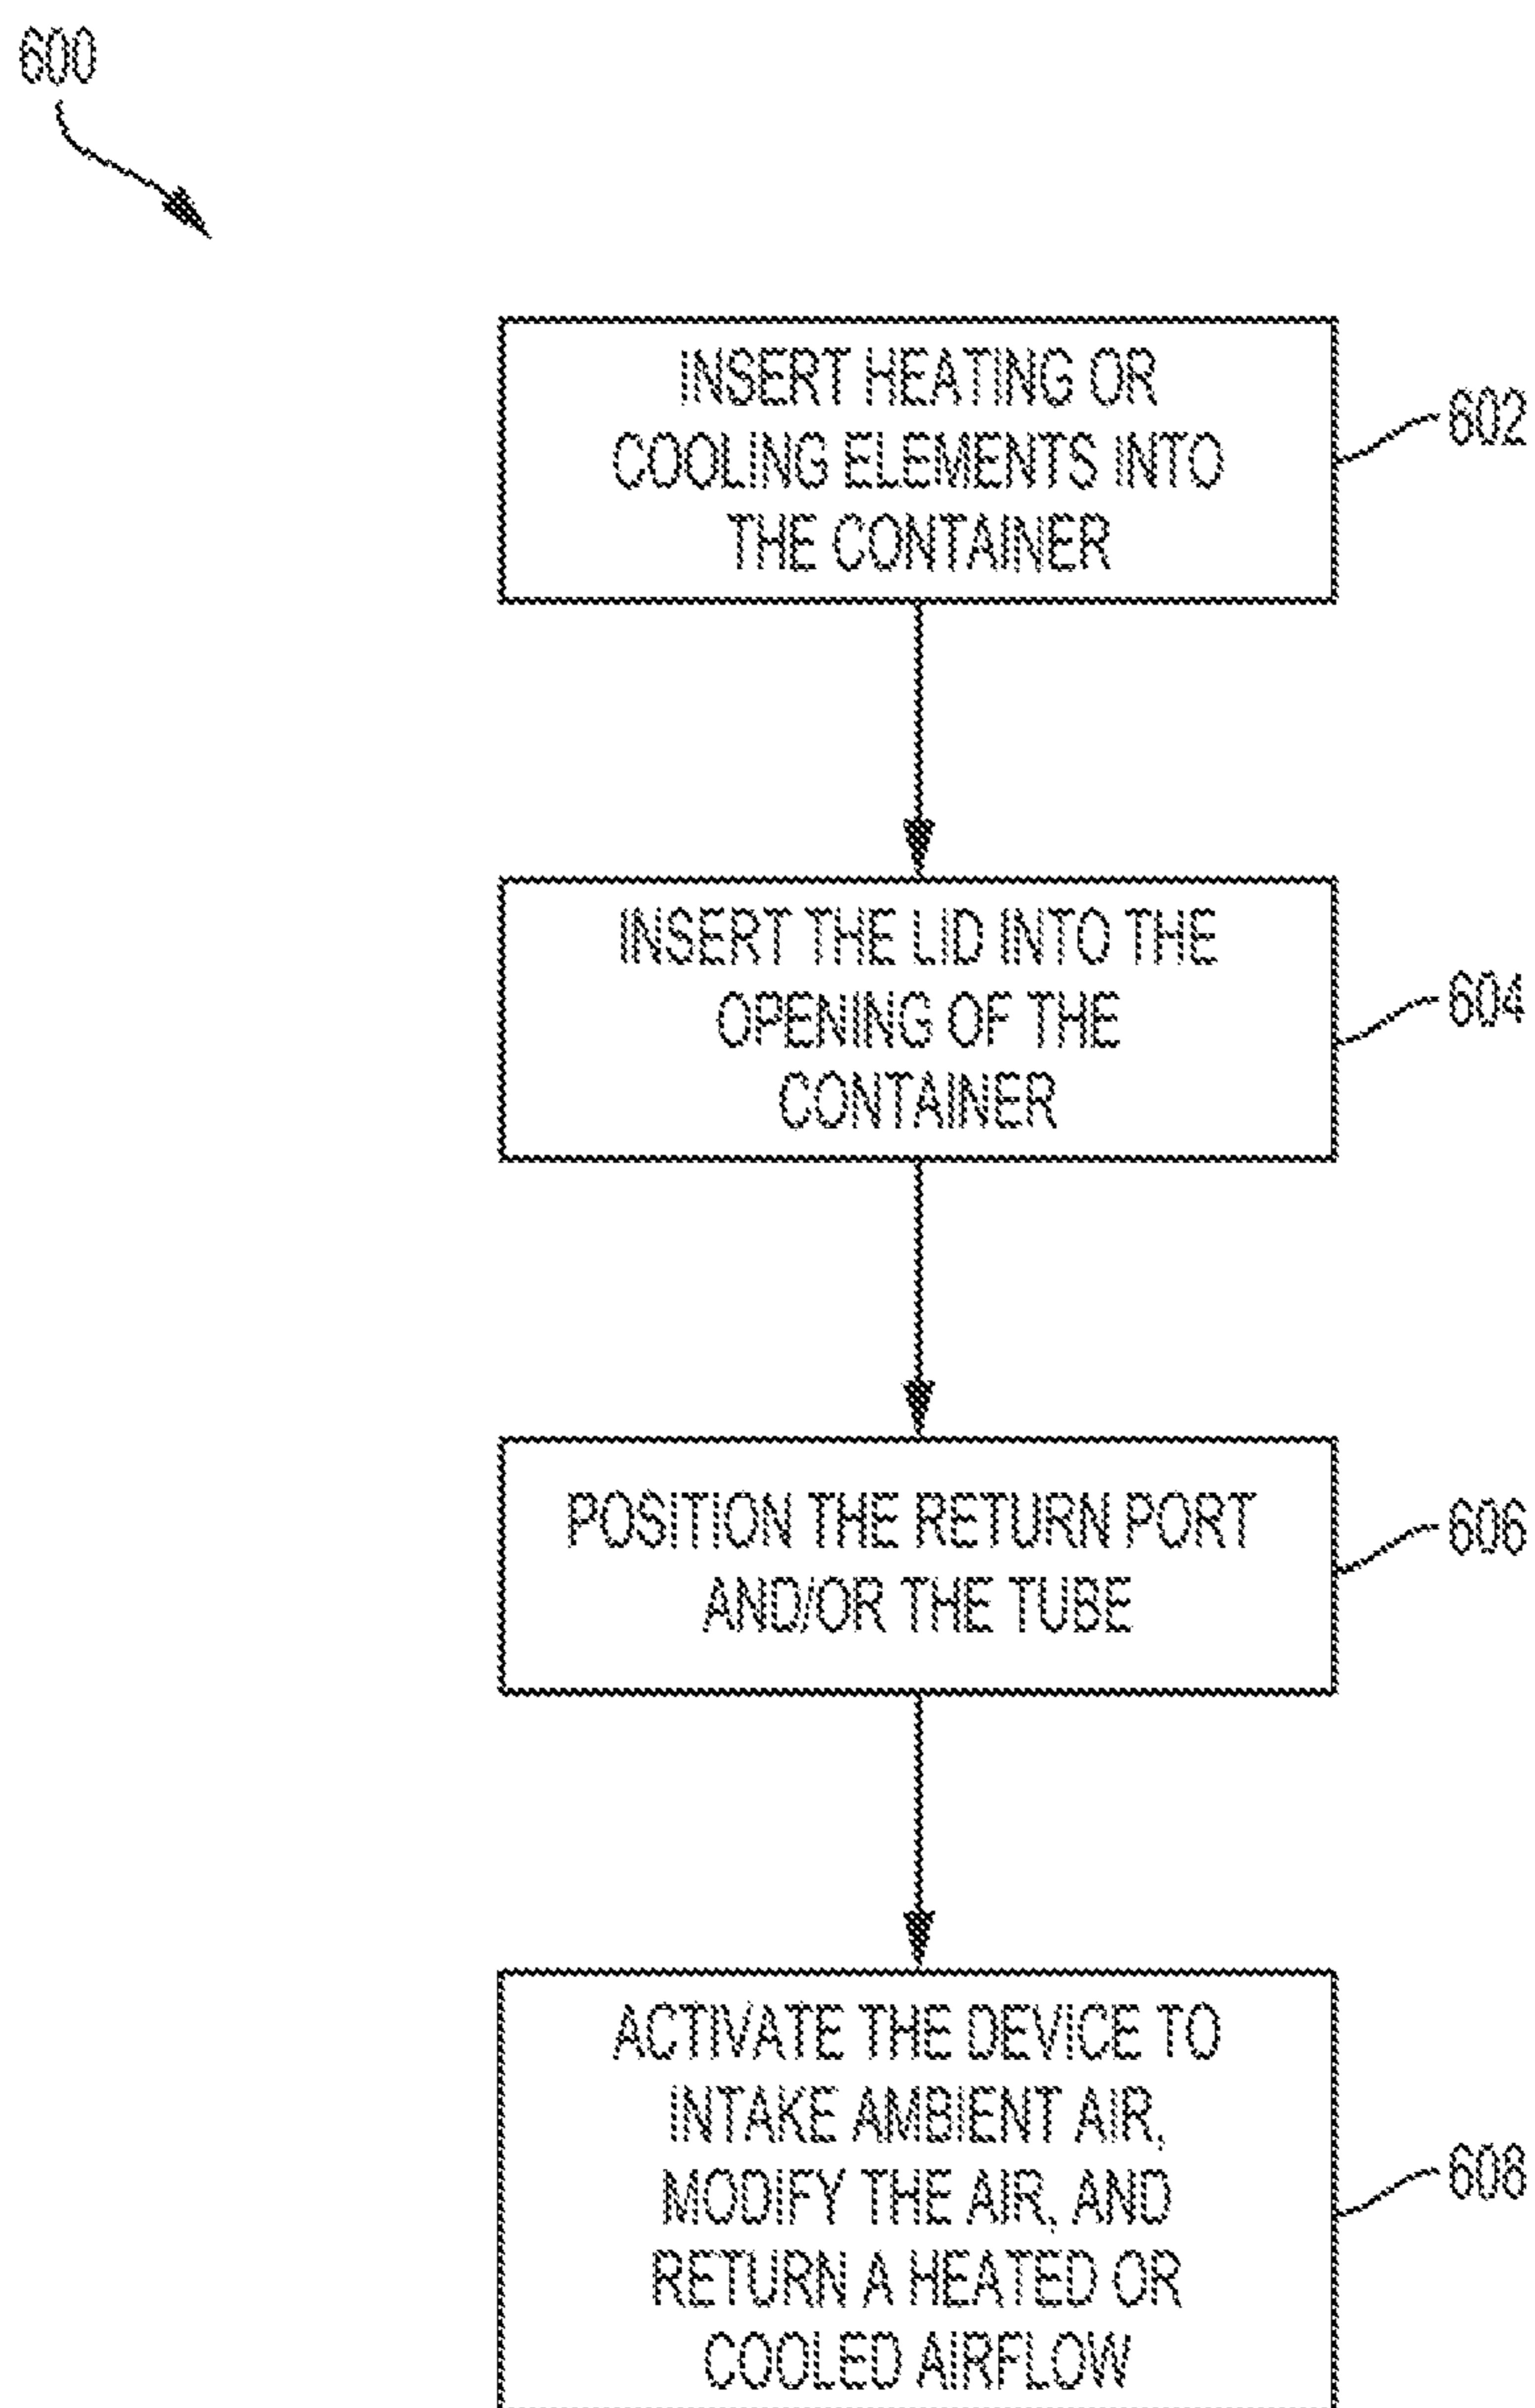 600
INSERT HEATING OR
COOLING ELEMENTS INTO
THE CONTAINER
602
INSERT THE LID INTO THE
OPENING OF THE
CONTAINER
604
POSITION THE RETURN PORT
AND/OR THE TUBE
606
ACTIVATE THE DEVICE TO
INTAKE AMBIENT AIR,
MODIFY THE AIR, AND
RETURN A HEATED OR
COOLED AIRFLOW
608